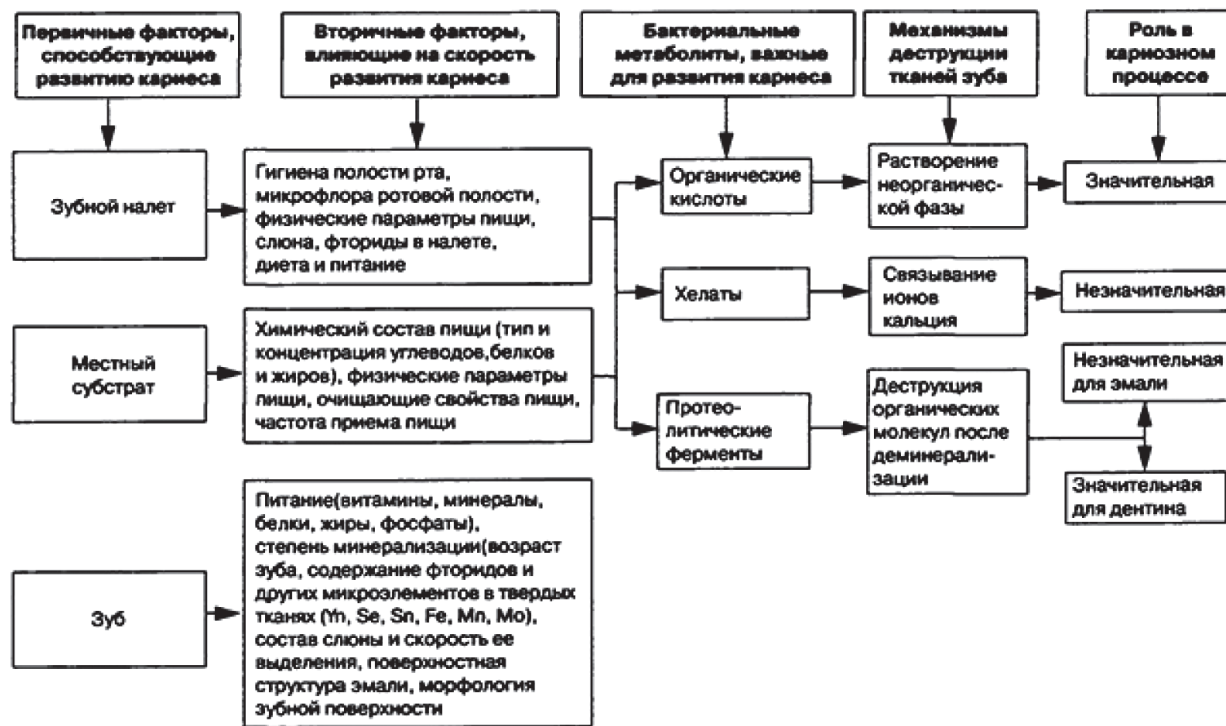 Первичные факторы,
способствующие
развитию кариеса
Вторичные факторы,
влияющие на скорость
развития кариеса
Бактериальные
метаболиты, важные
для развития кариеса
Механизмы
деструкции
тканей зуба
Роль в
кариозном
процессе
Зубной налет
Гигиена полости рта,
микрофлора ротовой полости,
физические параметры пищи,
слюна, фториды в налете,
диета и питание
Органические
кислоты
Растворение
неорганичес-
кой фазы
Значительная
Хелаты
Связывание
ионов
кальция
Незначительная
Местный
субстрат
Химический состав пищи (тип и
концентрация углеводов,белков
и жиров), физические параметры
пищи, очищающие свойства пищи,
частота приема пищи
Протео-
литические
ферменты
Деструкция
органических
молекул после
деминерали-
зации
Незначительная
для эмали
Значительная
для дентина
Зуб
Питание(витамины, минералы,
белки, жиры, фосфаты),
степень минерализации(возраст
зуба, содержание фторидов и
других микроэлементов в твердых
тканях (Yn, Se, Sn, Fe, Mn, Mo),
состав слюны и скорость ее
выделения, поверхностная
структура эмали, морфология
зубной поверхности